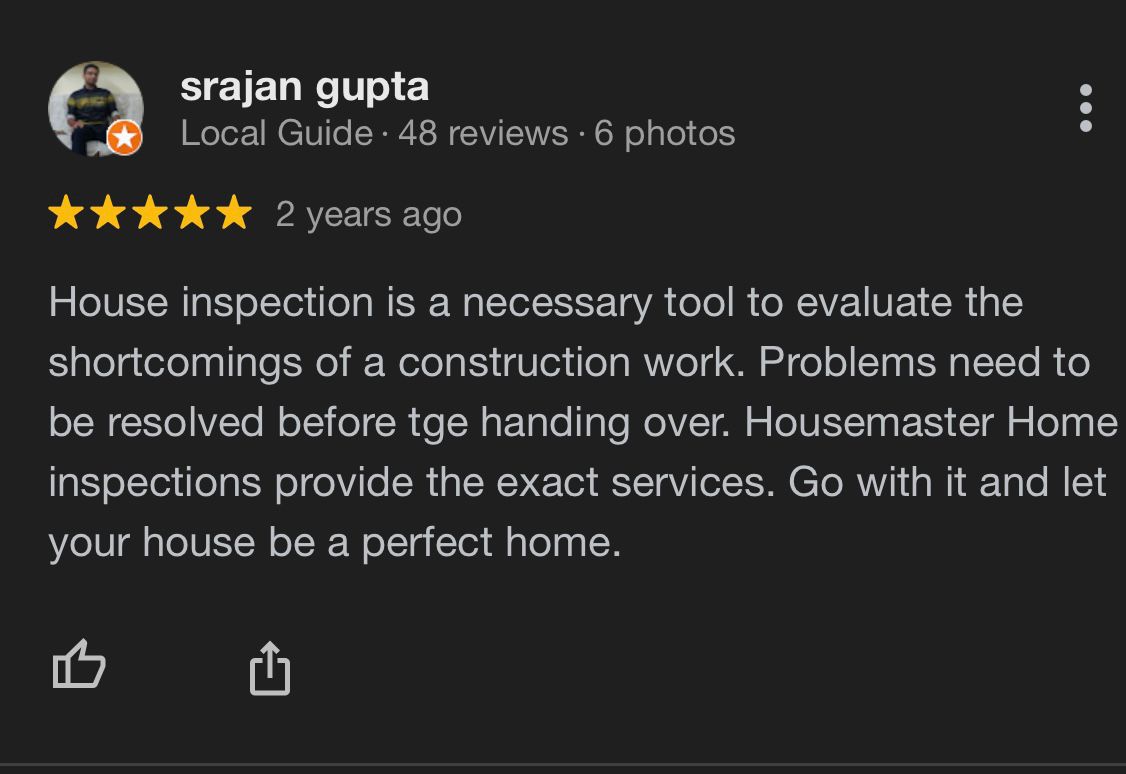 srajan gupta
Local Guide · 48 reviews · 6 photos
2 years ago
House inspection is a necessary tool to evaluate the
shortcomings of a construction work. Problems need to
be resolved before tge handing over. Housemaster Home
inspections provide the exact services. Go with it and let
your house be a perfect home.